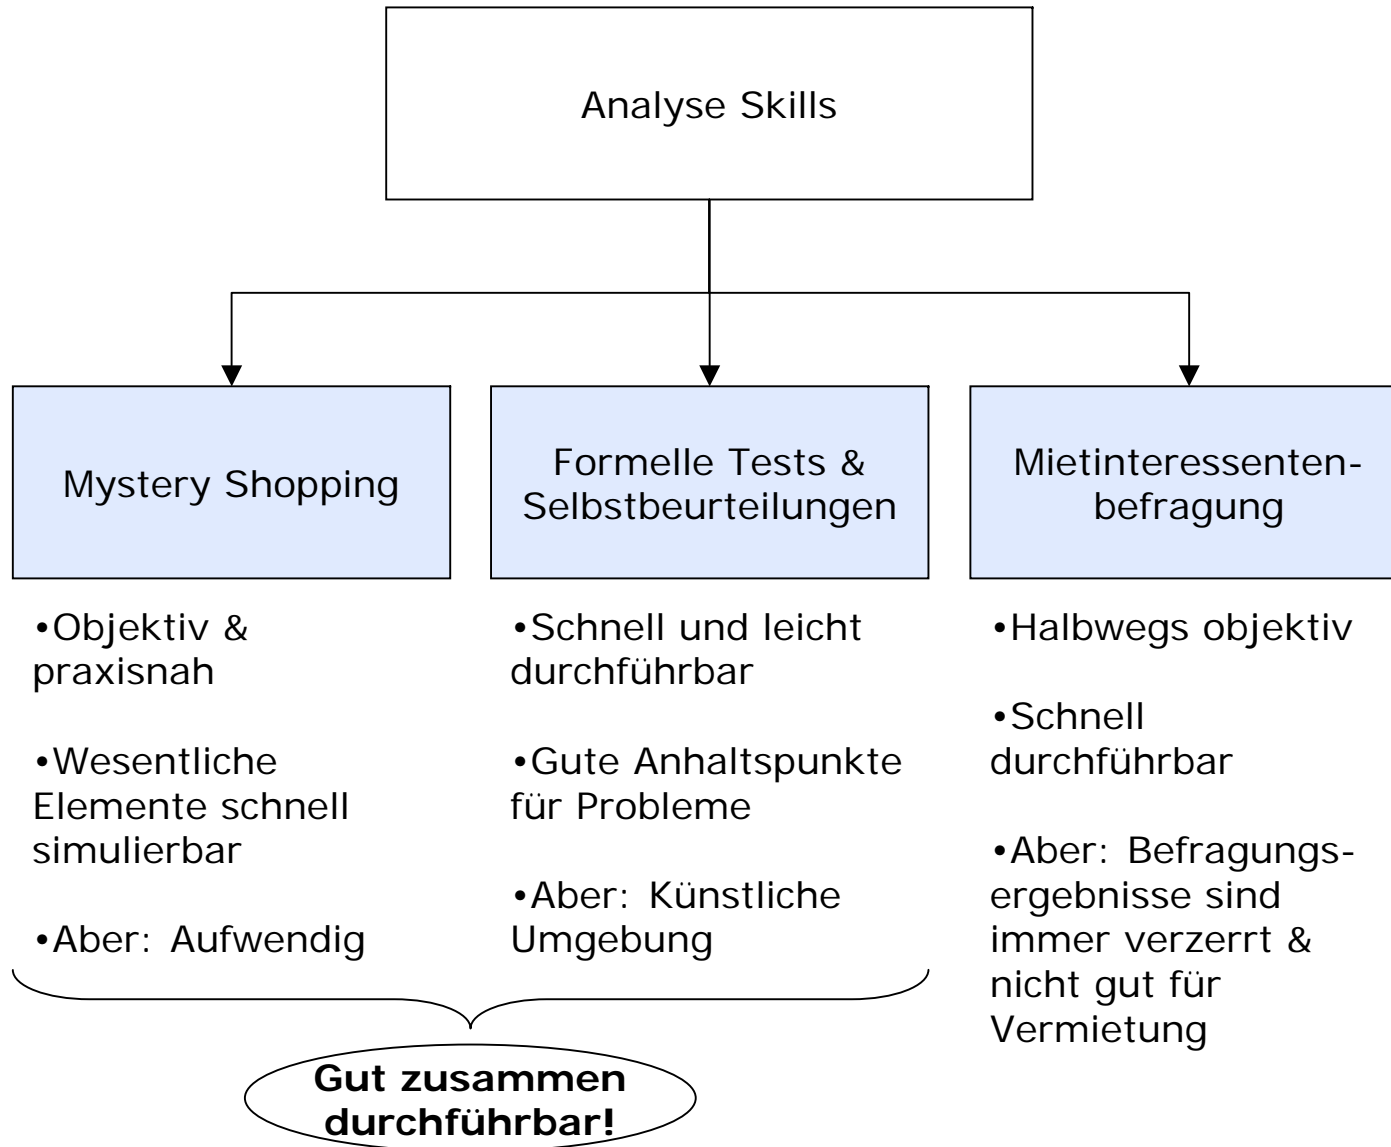 Analyse Skills
Mystery Shopping
Formelle Tests &
Selbstbeurteilungen
Mietinteressenten-
befragung
•Objektiv &
praxisnah
•Wesentliche
Elemente schnell
simulierbar
•Aber: Aufwendig
•Schnell und leicht
durchführbar
•Gute Anhaltspunkte
für Probleme
•Aber: Künstliche
Umgebung
•Halbwegs objektiv
•Schnell
durchführbar
•Aber: Befragungs-
ergebnisse sind
immer verzerrt &
nicht gut für
Vermietung
Gut zusammen
durchführbar!